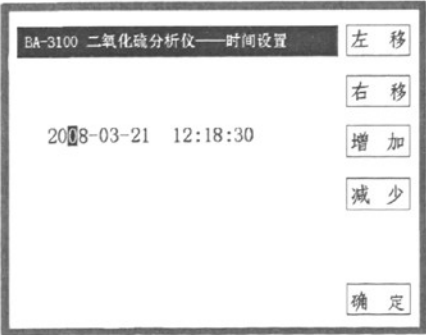 BA-3100 二氧化硫分析仪——时间设置
左 移
右 移
2008-03-21 12:18:30
增 加
减 少
确 定